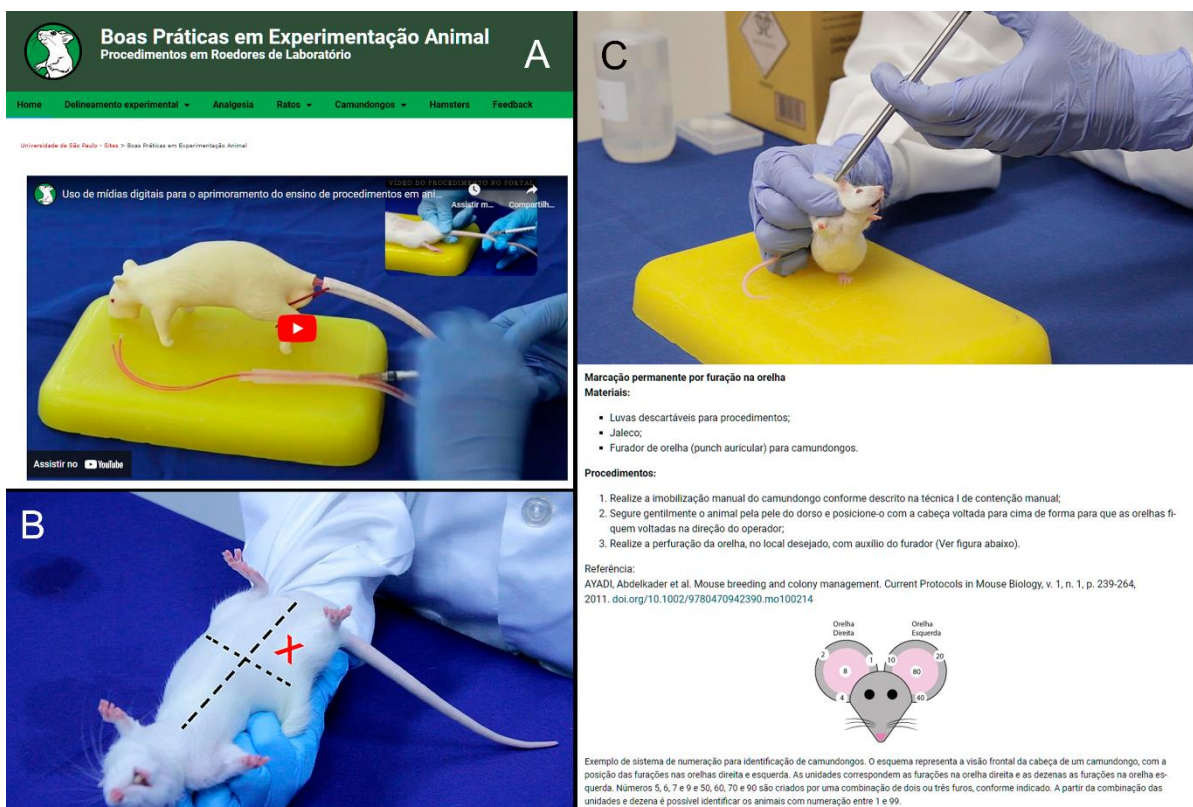 Boas Práticas em Experimentação Animal
Procedimentos em Roedores de Laboratório
A
Home Delineamento experimental Analgesia Ratos Camundongos Hamsters Feedback
Universidade de São Paulo - Sites > Boas Práticas em Experimentação Animal
VÍDEO DO PROCEDIMENTO NO PORTAL
Uso de mídias digitais para o aprimoramento do ensino de procedimentos em ani...
Assistir m... Compartilh...
Assistir no YouTube
B
C
Marcação permanente por furação na orelha
Materiais:
Luvas descartáveis para procedimentos;
Jaleco;
Furador de orelha (punch auricular) para camundongos.
Procedimentos:
1. Realize a imobilização manual do camundongo conforme descrito na técnica I de contenção manual;
2. Segure gentilmente o animal pela pele do dorso e posicione-o com a cabeça voltada para cima de forma para que as orelhas fi-
quem voltadas na direção do operador;
3. Realize a perfuração da orelha, no local desejado, com auxílio do furador (Ver figura abaixo).
Referência:
AYADI, Abdelkader et al. Mouse breeding and colony management. Current Protocols in Mouse Biology, v. 1, n. 1, p. 239-264,
2011. doi.org/10.1002/9780470942390.mo100214
Orelha Direita
Orelha Esquerda
2 1 10 20
8 80
4 40
Exemplo de sistema de numeração para identificação de camundongos. O esquema representa a visão frontal da cabeça de um camundongo, com a
posição das furações nas orelhas direita e esquerda. As unidades correspondem as furações na orelha direita e as dezenas as furações na orelha es-
querda. Números 5, 6, 7 e 9 e 50, 60, 70 e 90 são criados por uma combinação de dois ou três furos, conforme indicado. A partir da combinação das
unidades e dezena é possível identificar os animais com numeração entre 1 e 99.